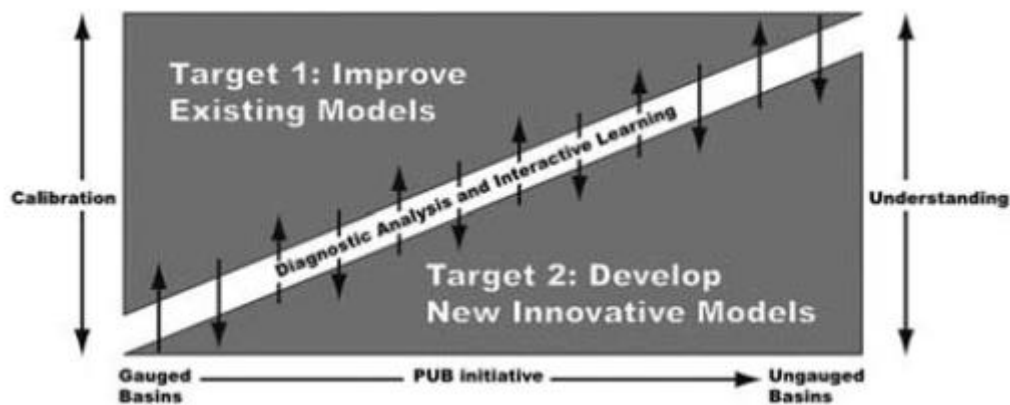 Target 1: Improve
Existing Models
Diagnostic Analysis and Interactive Learning
Calibration
Understanding
Target 2: Develop
New Innovative Models
Gauged
Basins
PUB initiative
Ungauged
Basins